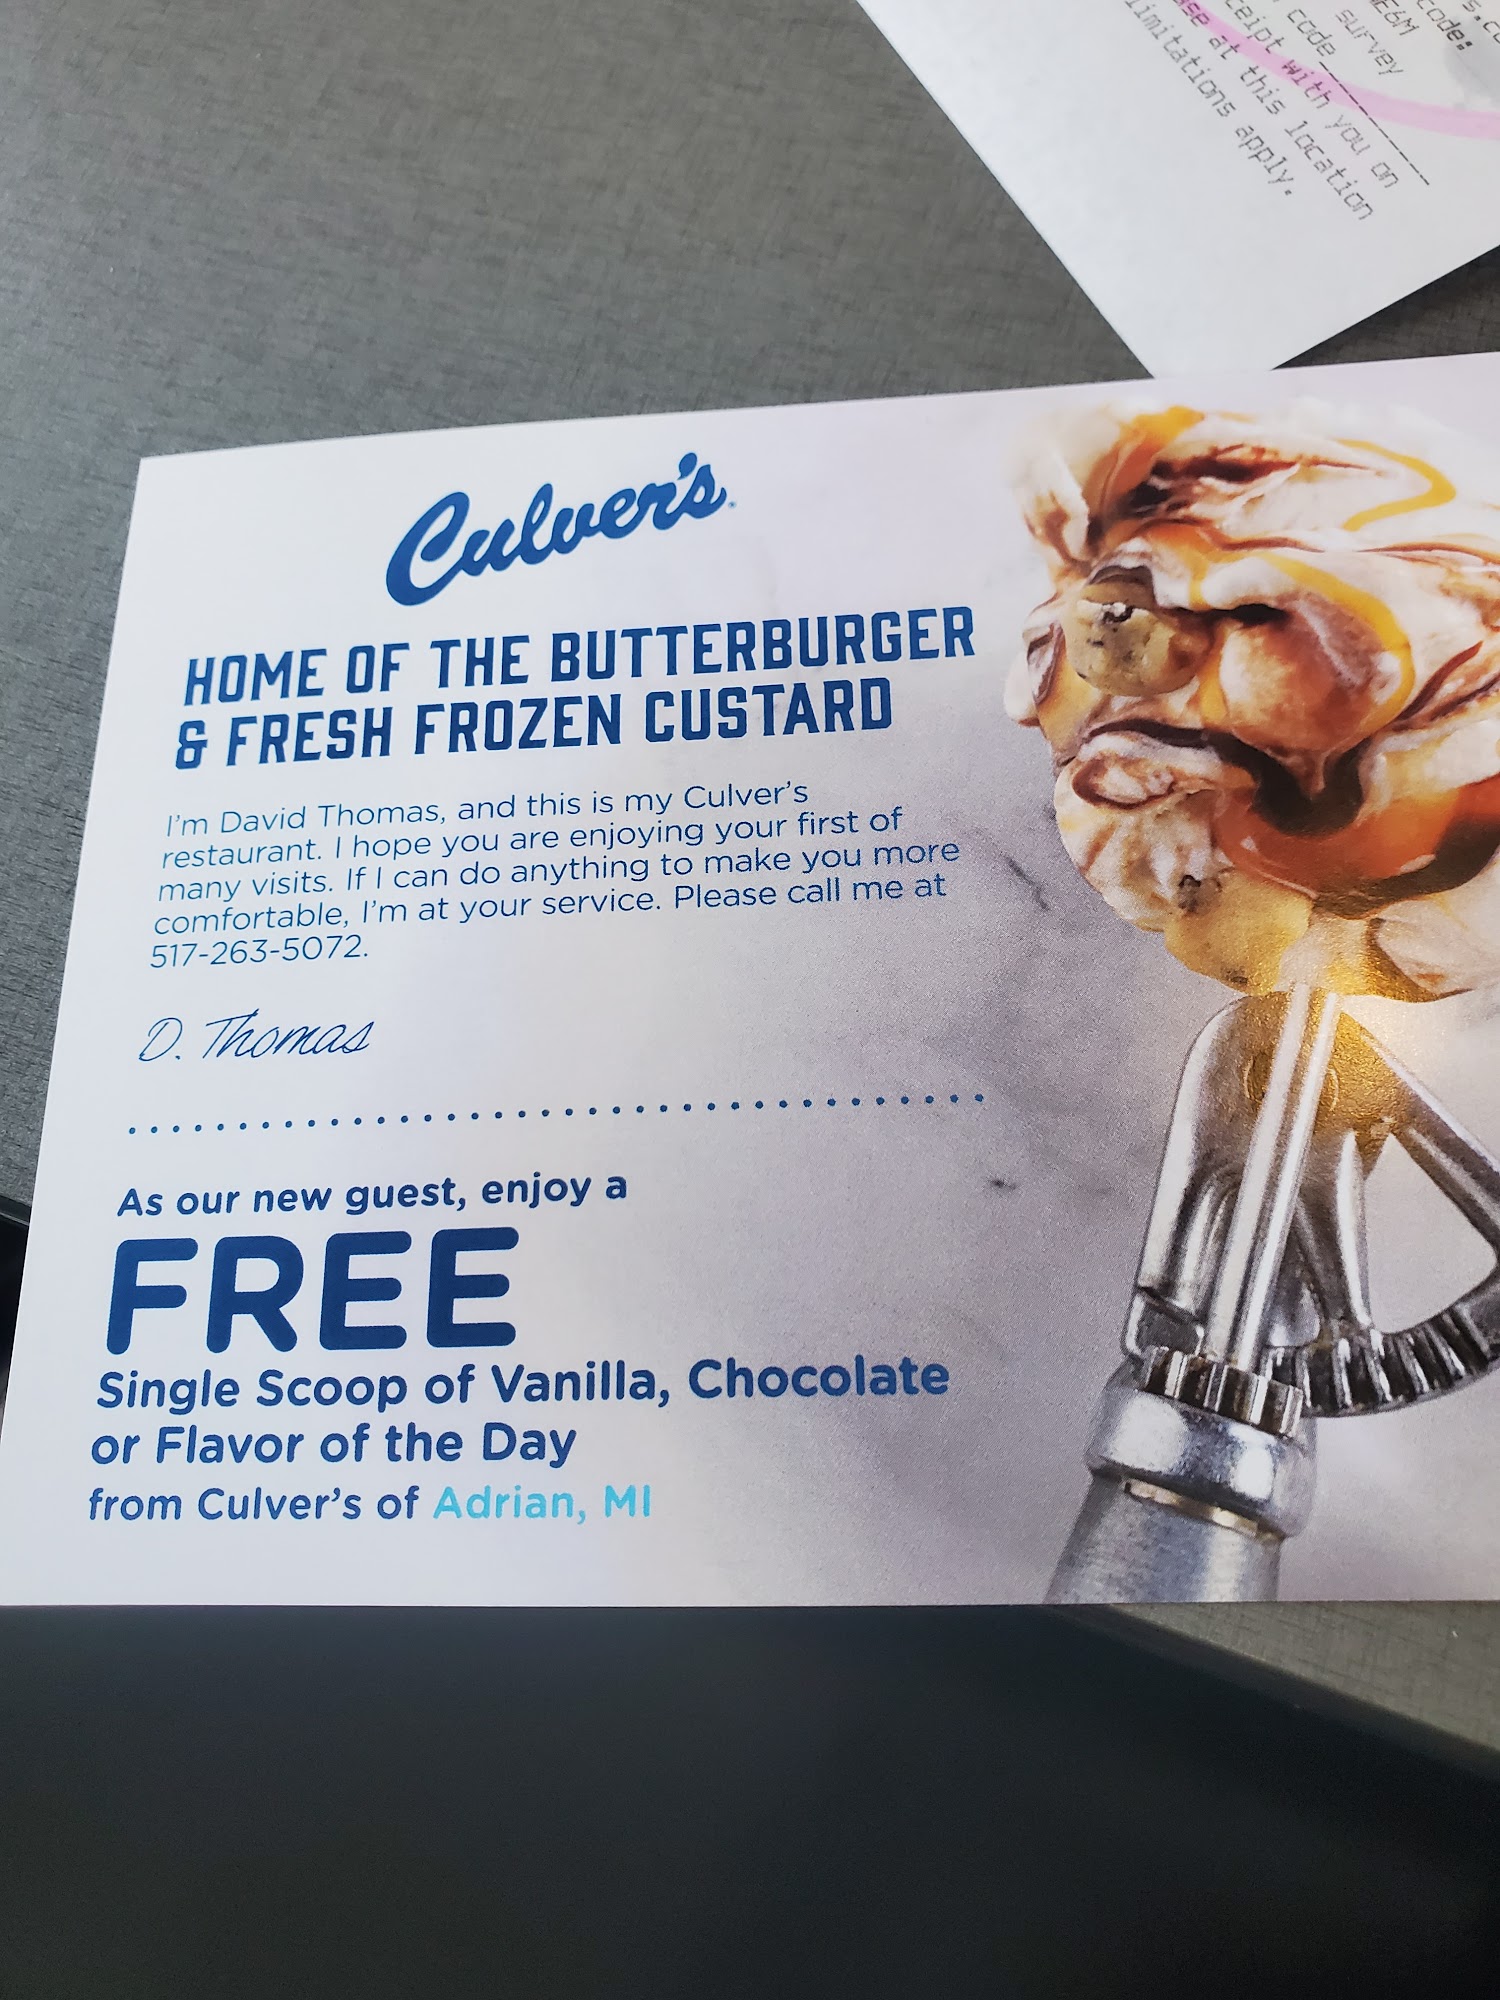 s.co
code:
E6M
survey
code
ceipt with you on
ase at this location
limitations apply.
Culver's
HOME OF THE BUTTERBURGER
& FRESH FROZEN CUSTARD
I'm David Thomas, and this is my Culver's
restaurant. I hope you are enjoying your first of
many visits. If I can do anything to make you more
comfortable, I'm at your service. Please call me at
517-263-5072.
D. Thomas
As our new guest, enjoy a
FREE
Single Scoop of Vanilla, Chocolate
or Flavor of the Day
from Culver's of Adrian, MI